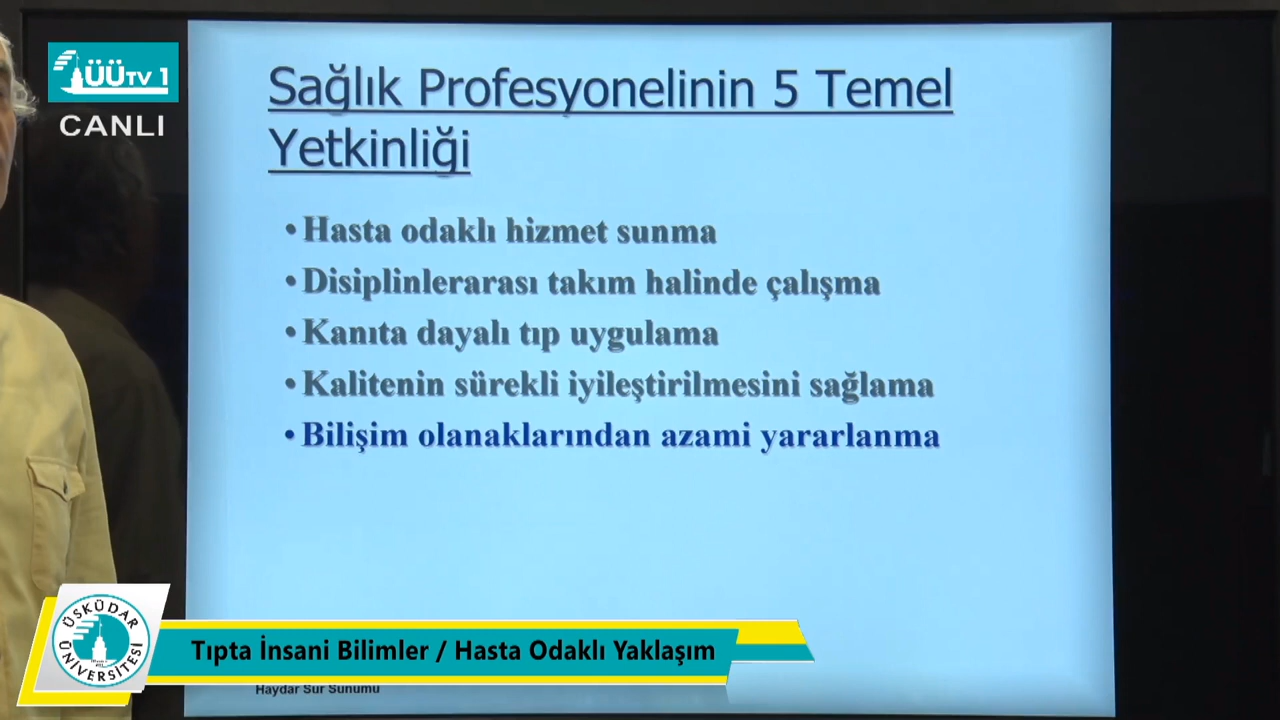 ÜÜTV 1
CANLI
Sağlık Profesyonelinin 5 Temel
Yetkinliği
• Hasta odaklı hizmet sunma
• Disiplinlerarası takım halinde çalışma
• Kanıta dayalı tıp uygulama
• Kalitenin sürekli iyileştirilmesini sağlama
• Bilişim olanaklarından azami yararlanma
ÜSKÜDAR
ÜNİVERSİTESİ
Tıpta İnsani Bilimler / Hasta Odaklı Yaklaşım
Haydar Sur Sunumu